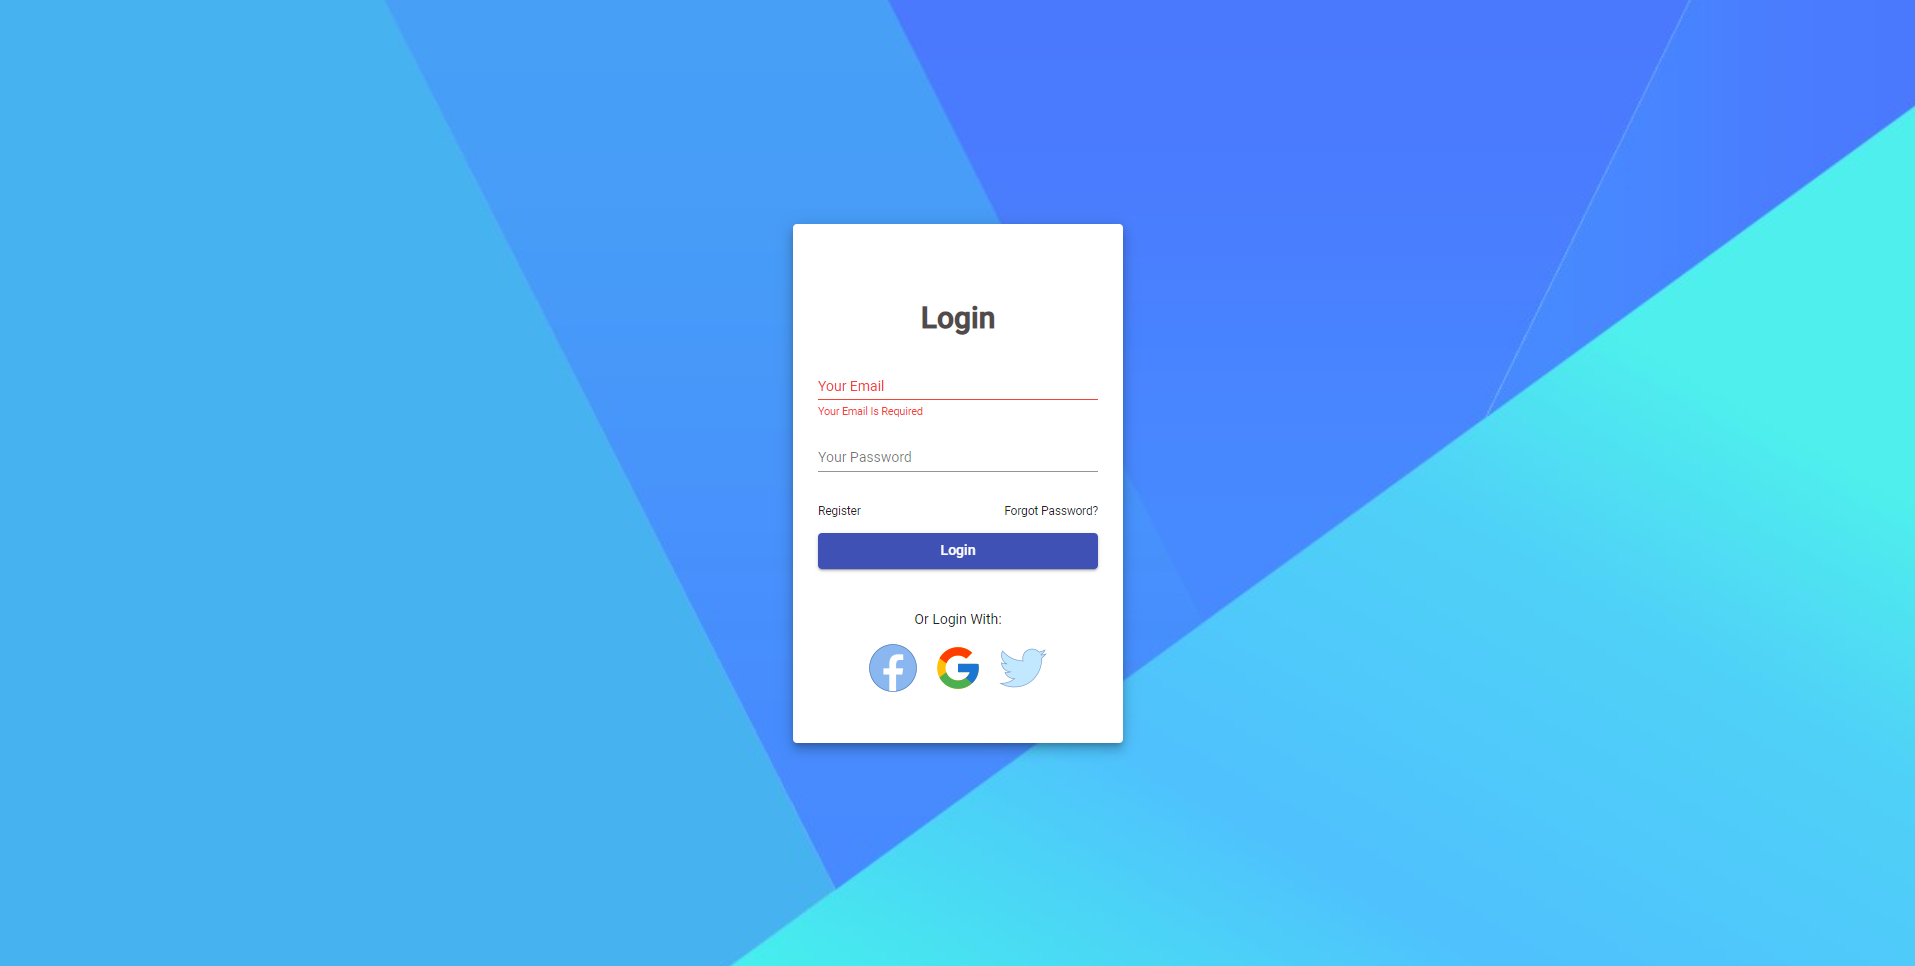 Login
Your Email
Your Email Is Required
Your Password
Register Forgot Password?
Login
Or Login With: